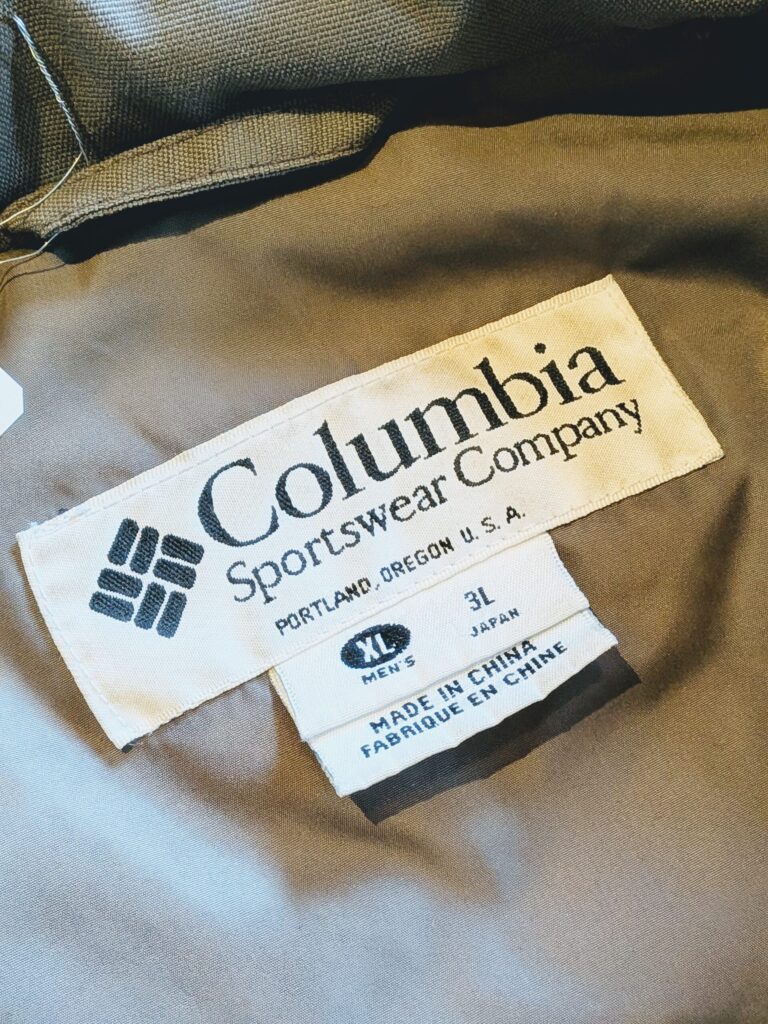 Columbia
Sportswear Company
PORTLAND, OREGON U.S.A.
XL 3L
MEN'S JAPAN
MADE IN CHINA
FABRIQUE EN CHINE